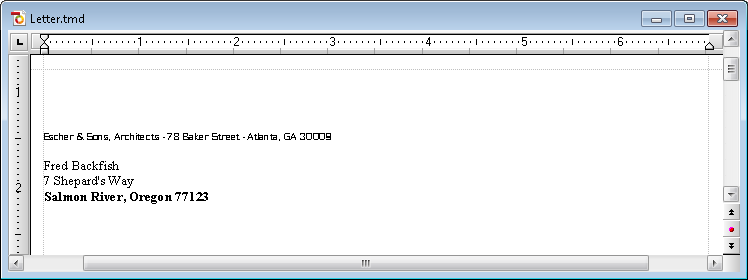 Letter.tmd
L 1 2 3 4 5 6
1
Escher & Sons, Architects - 78 Baker Street - Atlanta, GA 30009
Fred Backfish
7 Shepard's Way
2
Salmon River, Oregon 77123